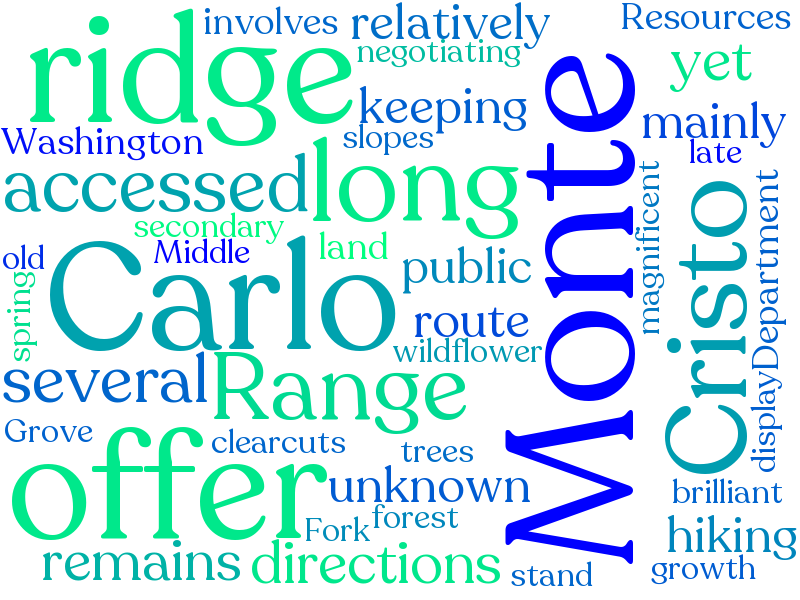 involves
relatively
Resources
ridge
negotiating
yet
keeping
Monte
mainly
Washington
slopes
late
accessed
long
magnificent
Department
secondary
Cristo
old
Middle
land
Carlo
public
spring
route
wildflower
several
Range
display
Grove
clearcuts
trees
offer
unknown
brilliant
Fork
forest
hiking
remains
directions
stand
growth